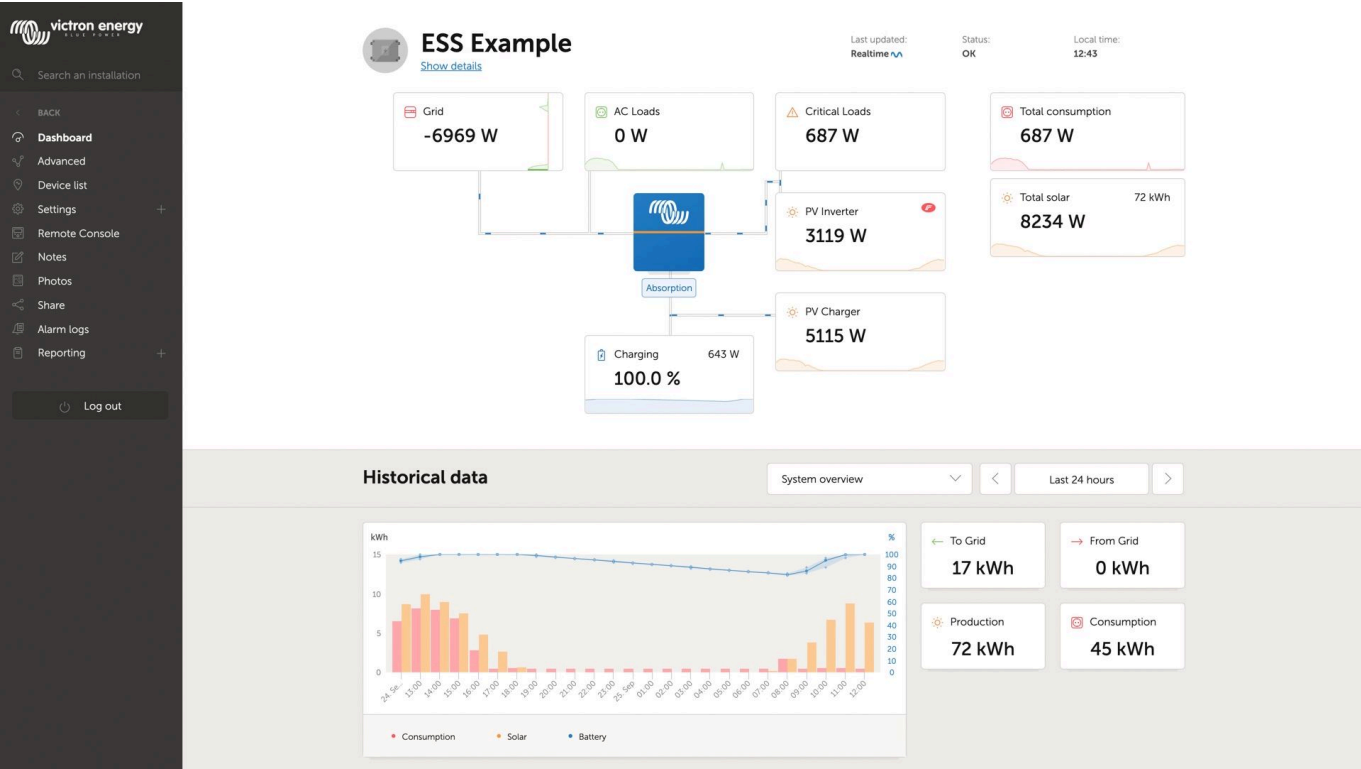 victron energy
BLUE POWER
Search an installation
BACK
Dashboard
Advanced
Device list
Settings
Remote Console
Notes
Photos
Share
Alarm logs
Reporting
Log out
ESS Example
Show details
Last updated:
Realtime
Status:
OK
Local time:
12:43
Grid
-6969 W
AC Loads
0 W
Critical Loads
687 W
Total consumption
687 W
PV Inverter
3119 W
Total solar 72 kWh
8234 W
Absorption
PV Charger
5115 W
Charging 643 W
100.0 %
Historical data
System overview
Last 24 hours
kWh
%
15
10
5
0
100
90
80
70
60
50
40
30
20
10
0
24. Se...
13:00
14:00
15:00
16:00
17:00
18:00
19:00
20:00
21:00
22:00
23:00
25. Sep
01:00
02:00
03:00
04:00
05:00
06:00
07:00
08:00
09:00
10:00
11:00
12:00
Consumption Solar Battery
To Grid
17 kWh
From Grid
0 kWh
Production
72 kWh
Consumption
45 kWh